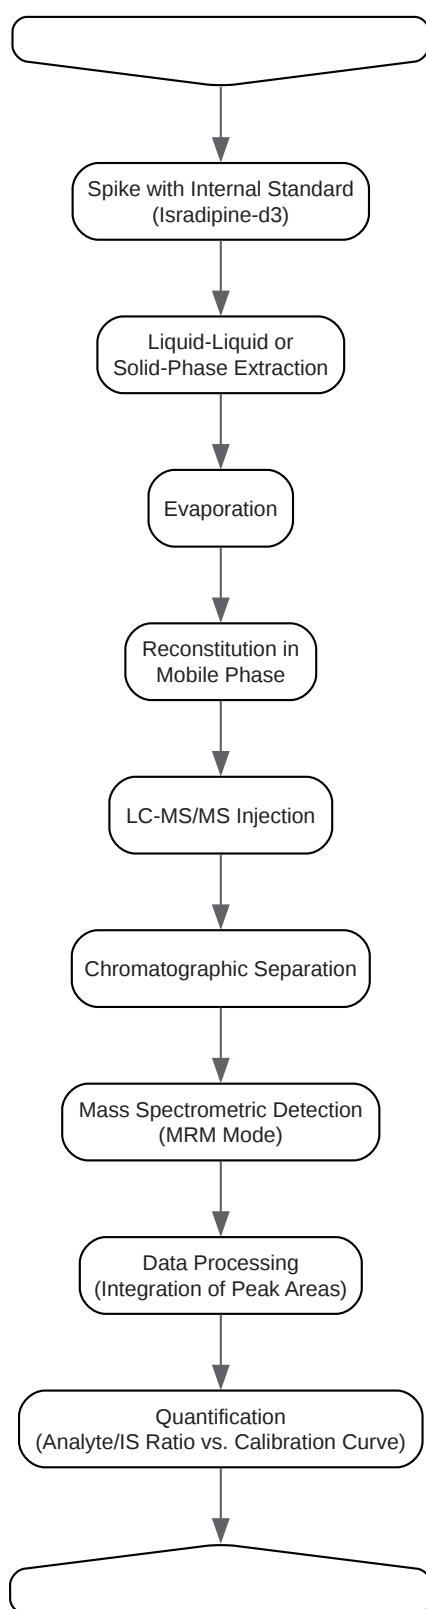 Spike with Internal Standard
(Isradipine-d3)
Liquid-Liquid or
Solid-Phase Extraction
Evaporation
Reconstitution in
Mobile Phase
LC-MS/MS Injection
Chromatographic Separation
Mass Spectrometric Detection
(MRM Mode)
Data Processing
(Integration of Peak Areas)
Quantification
(Analyte/IS Ratio vs. Calibration Curve)